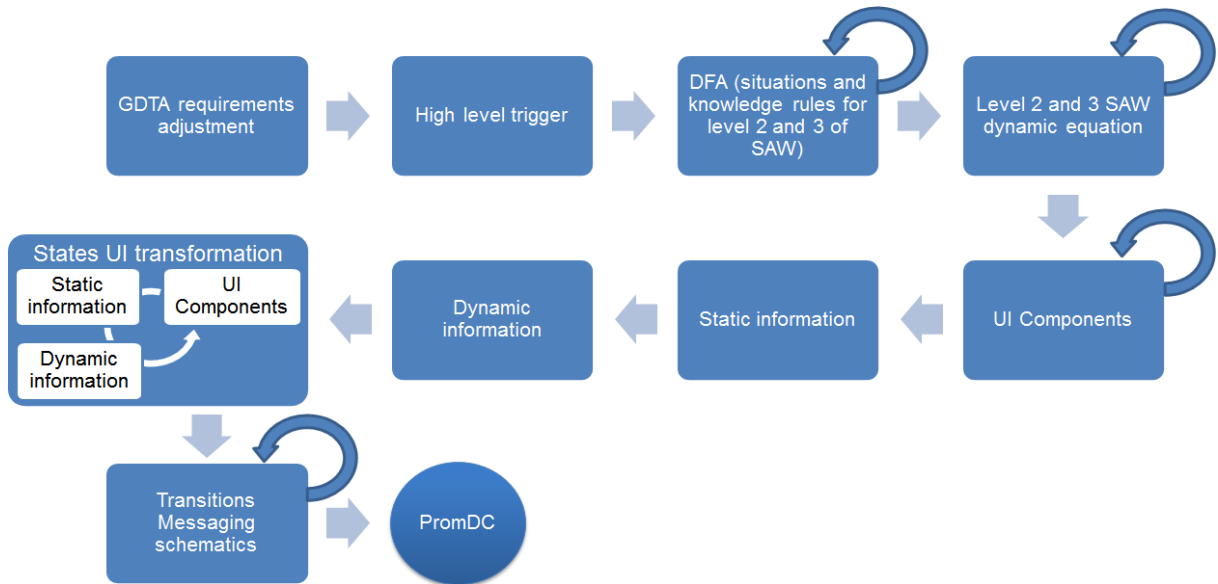 GDTA requirements
adjustment
High level trigger
DFA (situations and
knowledge rules for
level 2 and 3 of
SAW)
Level 2 and 3 SAW
dynamic equation
UI Components
Static information
Dynamic
information
States UI transformation
Static
information
UI
Components
Dynamic
information
Transitions
Messaging
schematics
PromDC